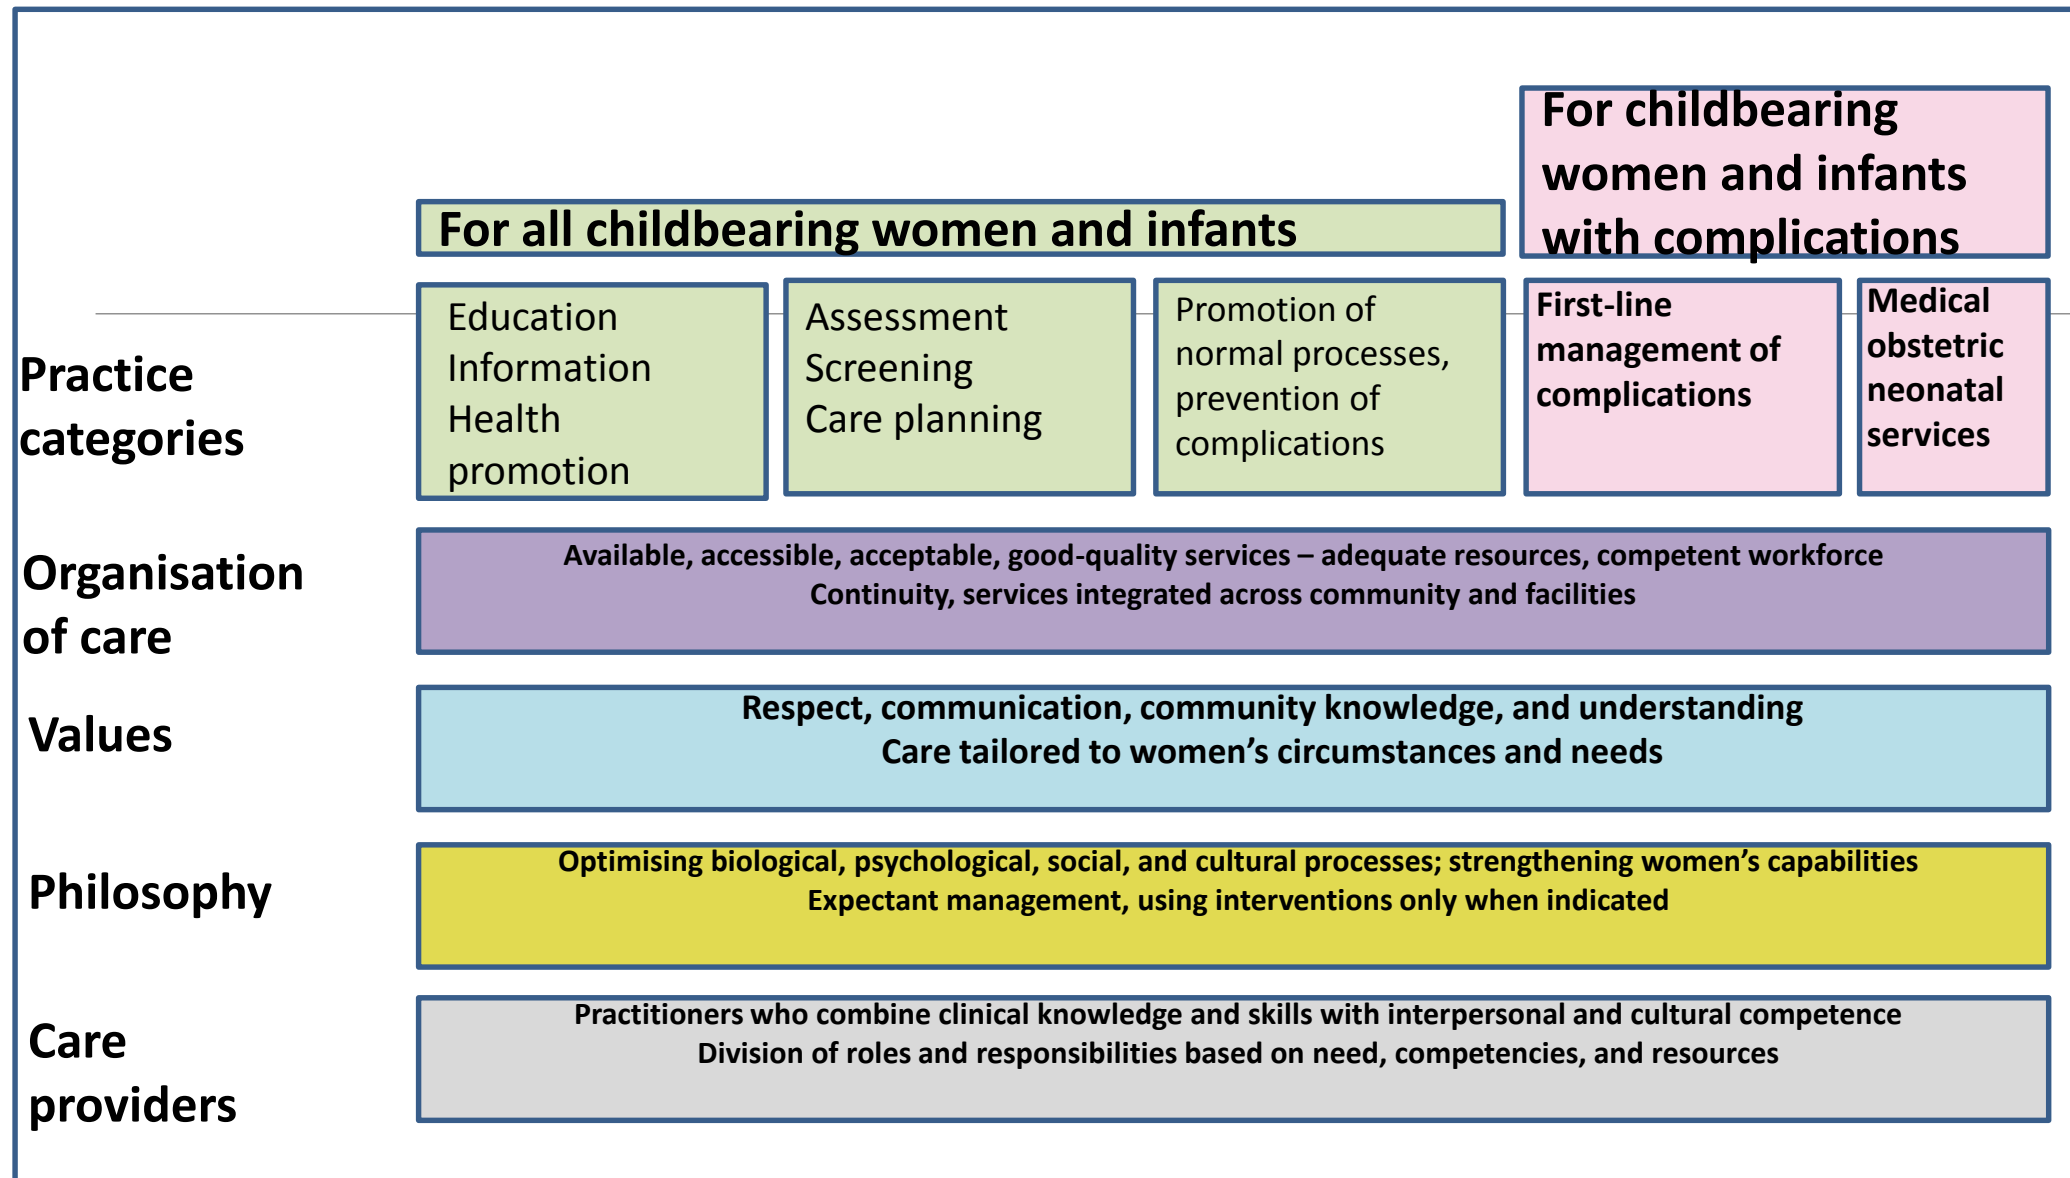 For childbearing
women and infants
with complications
For all childbearing women and infants
Practice
categories
Education
Information
Health
promotion
Assessment
Screening
Care planning
Promotion of
normal processes,
prevention of
complications
First-line
management of
complications
Medical
obstetric
neonatal
services
Organisation
of care
Available, accessible, acceptable, good-quality services – adequate resources, competent workforce
Continuity, services integrated across community and facilities
Values
Respect, communication, community knowledge, and understanding
Care tailored to women’s circumstances and needs
Philosophy
Optimising biological, psychological, social, and cultural processes; strengthening women’s capabilities
Expectant management, using interventions only when indicated
Care
providers
Practitioners who combine clinical knowledge and skills with interpersonal and cultural competence
Division of roles and responsibilities based on need, competencies, and resources